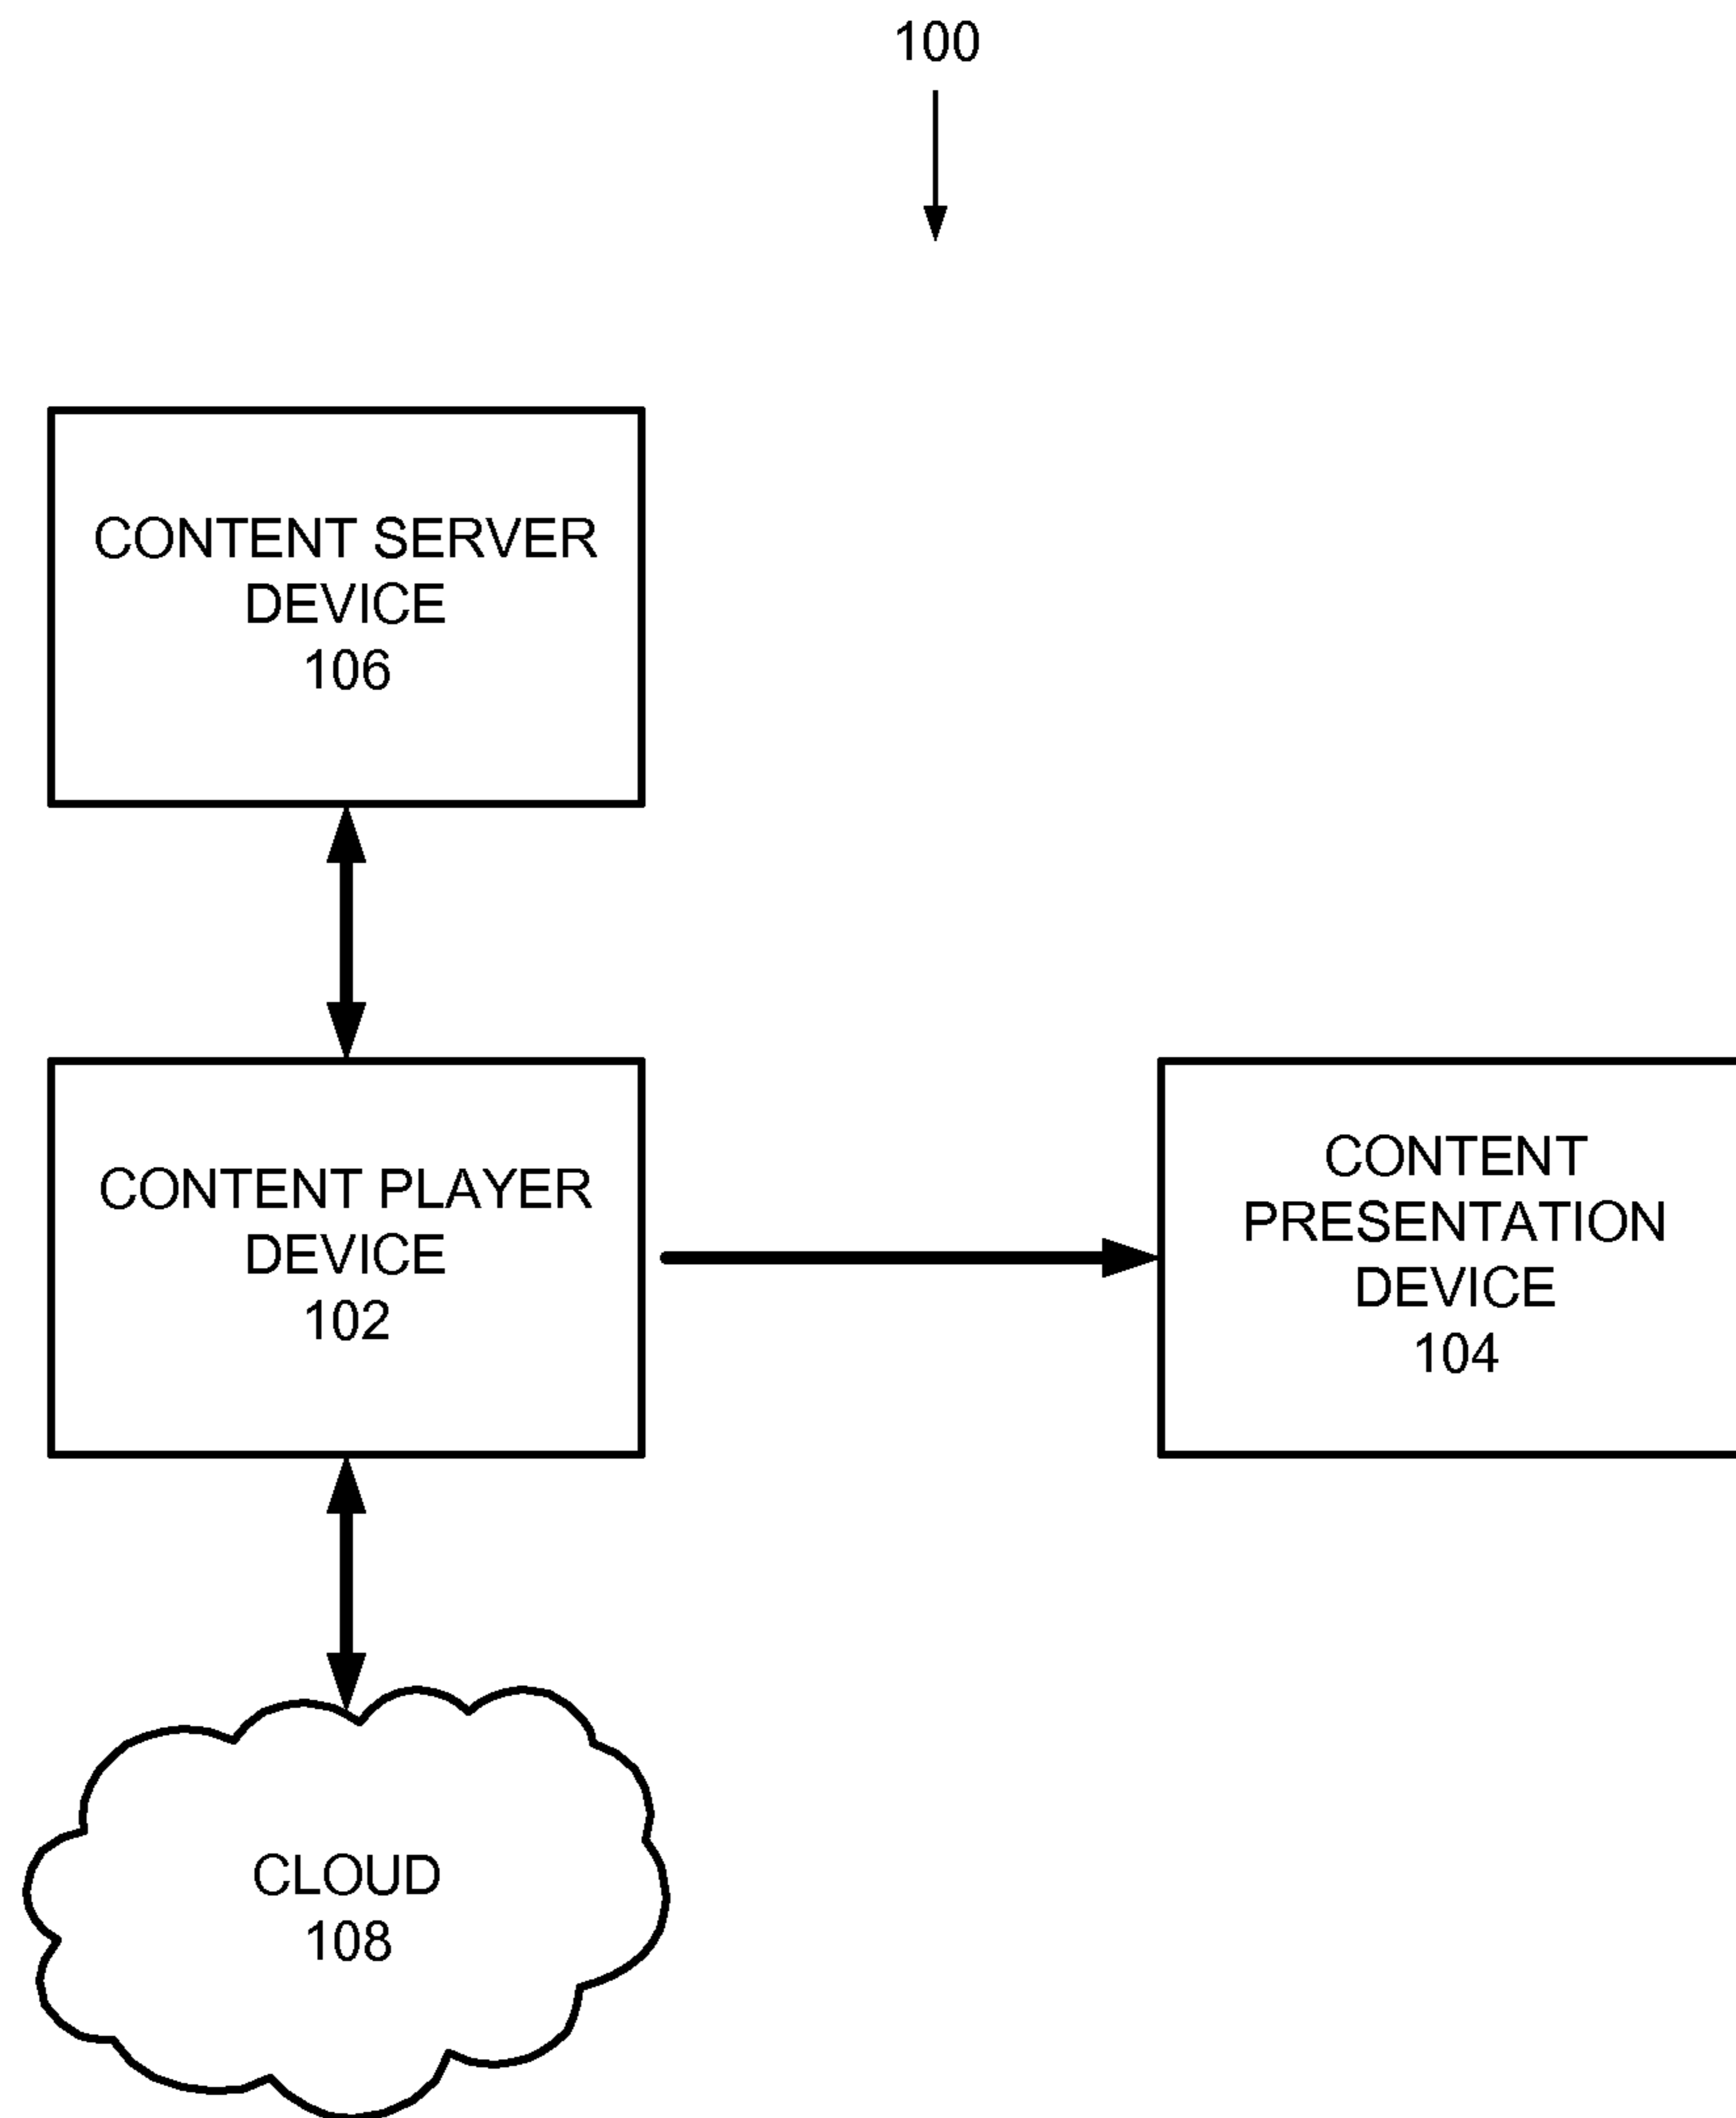 100
CONTENT SERVER
DEVICE
106
CONTENT PLAYER
DEVICE
102
CONTENT
PRESENTATION
DEVICE
104
CLOUD
108